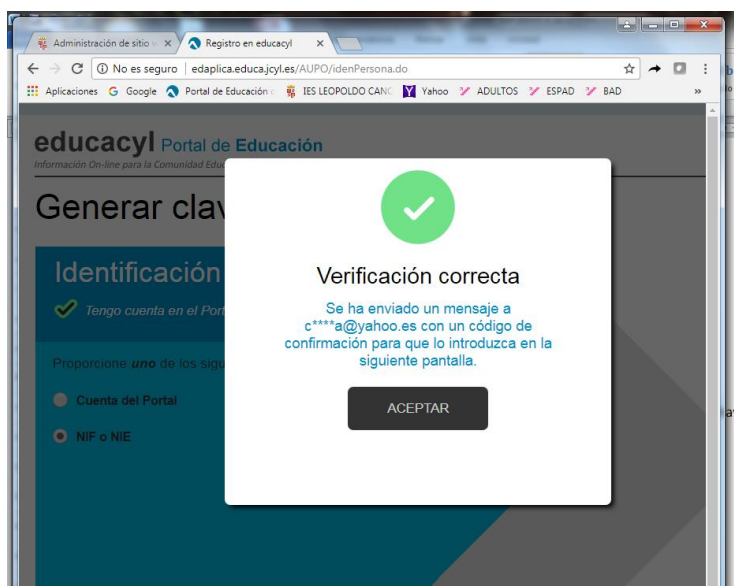 Administración de sitio w
Registro en educacyl
No es seguro | edaplica.educa.jcyl.es/AUPO/idenPersona.do
Aplicaciones Google Portal de Educación IES LEOPOLDO CANO Yahoo ADULTOS ESPAD BAD »
educacyl Portal de Educación
Información On-line para la Comunidad Educ
Generar clav
Identificación
Tengo cuenta en el Port
Proporcione uno de los sigu
Cuenta del Portal
NIF o NIE
Verificación correcta
Se ha enviado un mensaje a
c****a@yahoo.es con un código de
confirmación para que lo introduzca en la
siguiente pantalla.
ACEPTAR